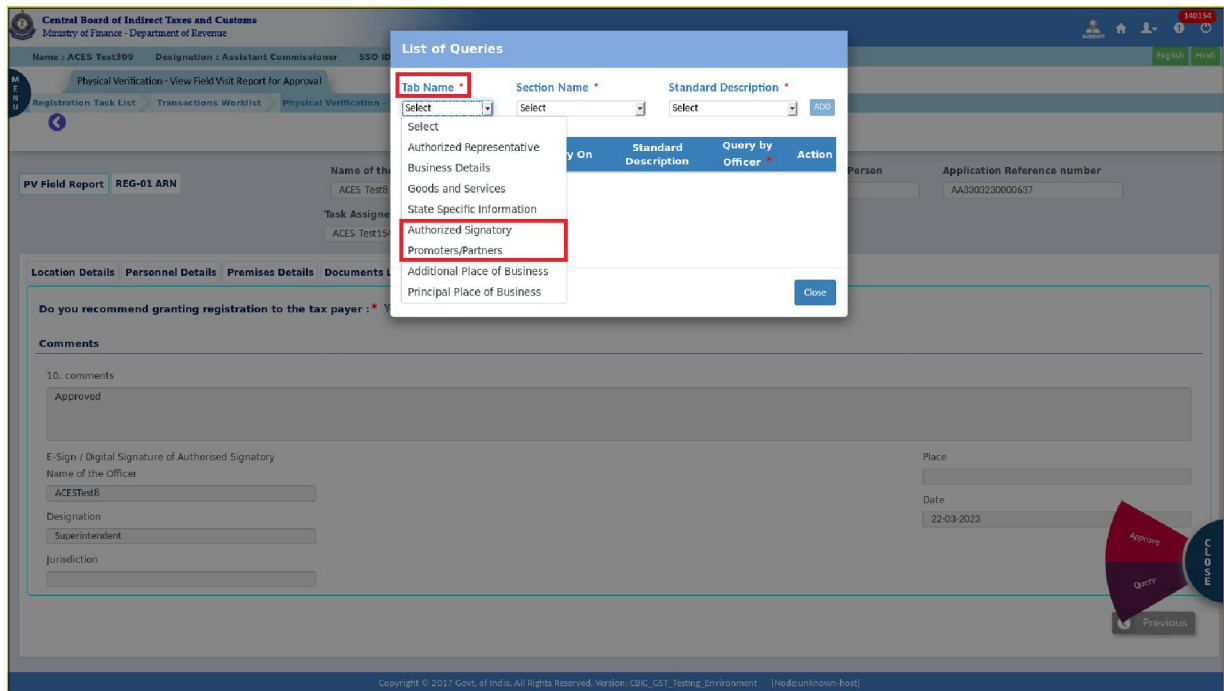 Central Board of Indirect Taxes and Customs
Ministry of Finance - Department of Revenue
140154
Name : ACES Test309 Designation : Assistant Commissioner SSO ID
English Hindi
MENU
Physical Verification - View Field Visit Report for Approval
Registration Task List Transactions Worklist Physical Verification -
List of Queries
Tab Name * Section Name * Standard Description *
Select Select Select ADD
Select
Authorized Representative
Business Details
Goods and Services
State Specific Information
Authorized Signatory
Promoters/Partners
Additional Place of Business
Principal Place of Business
y On Standard Description Query by Officer * Action
Close
PV Field Report REG-01 ARN
Name of the
ACES Test8
Person
Application Reference number
AA3303230000637
Task Assigne
ACES Test154
Location Details Personnel Details Premises Details Documents L
Do you recommend granting registration to the tax payer : * Y
Comments
10. comments
Approved
E-Sign / Digital Signature of Authorised Signatory
Name of the Officer
ACESTest8
Designation
Superintendent
Jurisdiction
Place
Date
22-03-2023
Approve
Query
CLOSE
Previous
Copyright © 2017 Govt. of India, All Rights Reserved. Version: CBIC_GST_Testing_Environment [Node:unknown-host]